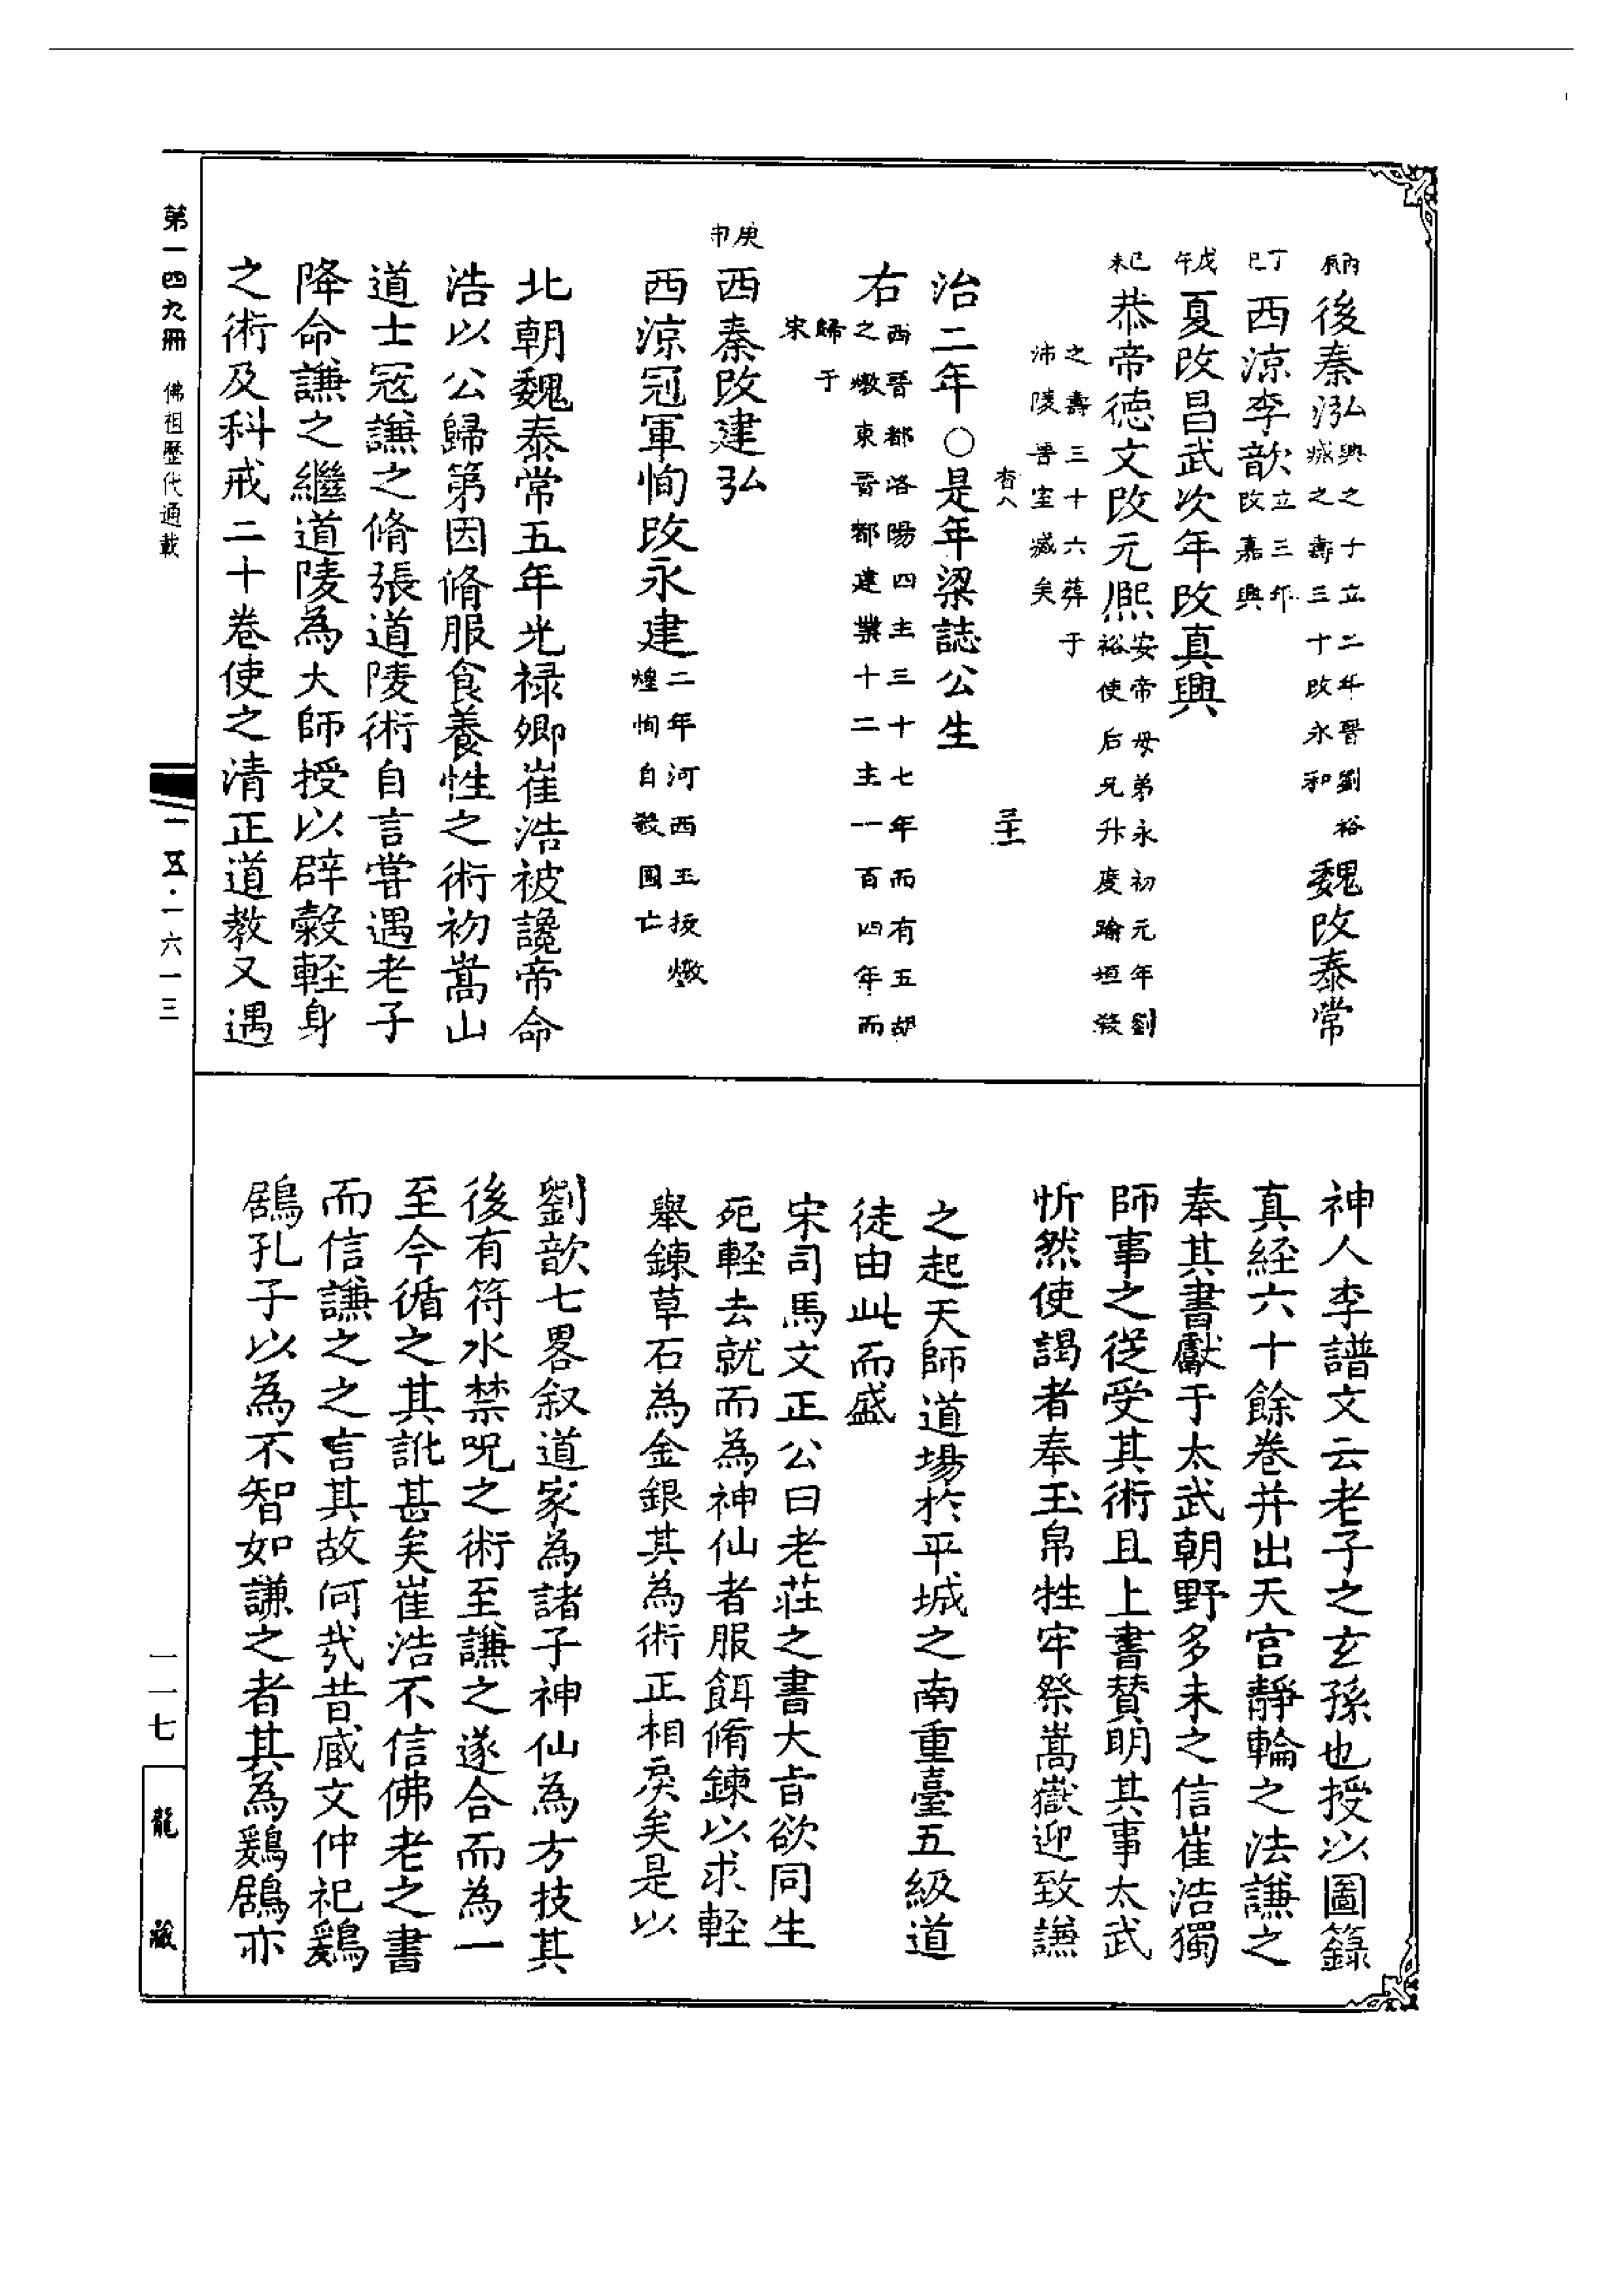 丙辰 後秦泓興之子立二年晉劉裕滅之壽三十改永和 魏改泰常
丁巳 西涼李歆立三年改嘉興
戊午 夏改昌武次年改真興
己未 恭帝德文改元熈安帝母弟永初元年劉裕使后兄升度踰垣殺
之壽三十六葬于沛陵晋室滅矣
治二年○是年梁誌公生
右西晉都洛陽四主三十七年而有五胡之燉東晉都建業十二主一百四年而
歸于宋
庚申 西秦改建弘
西涼冠軍恂改永建二年河西王㧞燉煌恂自殺國亡
北朝魏泰常五年光禄卿崔浩被讒帝命
浩以公歸第因脩服食養性之術初嵩山
道士冦謙之脩張道陵術自言嘗遇老子
降命謙之繼道陵為大師授以辟穀軽身
之術及科戒二十卷使之清正道教又遇
神人李譜文云老子之玄孫也授以圖籙
真経六十餘卷并出天宫靜輪之法謙之
奉其書獻于太武朝野多未之信崔浩獨
師事之従受其術且上書賛明其事太武
忻然使謁者奉玉帛牲牢祭嵩嶽迎致謙
之起天師道場於平城之南重臺五級道
徒由此而盛
宋司馬文正公曰老莊之書大㫖欲同生
死軽去就而為神仙者服餌脩鍊以求軽
舉鍊草石為金銀其為術正相戾矣是以
劉歆七畧叙道家為諸子神仙為方技其
後有符水禁呪之術至謙之遂合而為一
至今循之其訛甚矣崔浩不信佛老之書
而信謙之之言其故何㦲昔臧文仲祀鶢
鶋孔子以為不智如謙之者其為鶢鶋亦
第一四九冊 佛祖歷代通載
一五·一六一三
一一七
龍藏